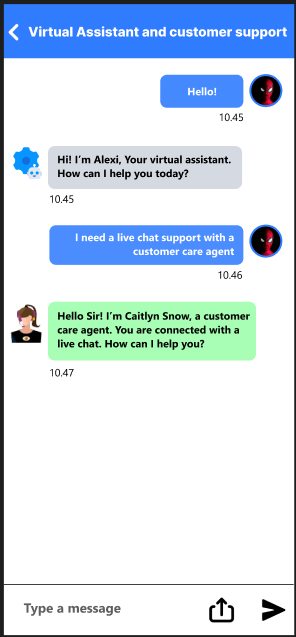 Virtual Assistant and customer support
Hello!
10.45
Hi! I'm Alexi, Your virtual assistant.
How can I help you today?
10.45
I need a live chat support with a
customer care agent
10.46
Hello Sir! I'm Caitlyn Snow, a customer
care agent. You are connected with a
live chat. How can I help you?
10.47
Type a message